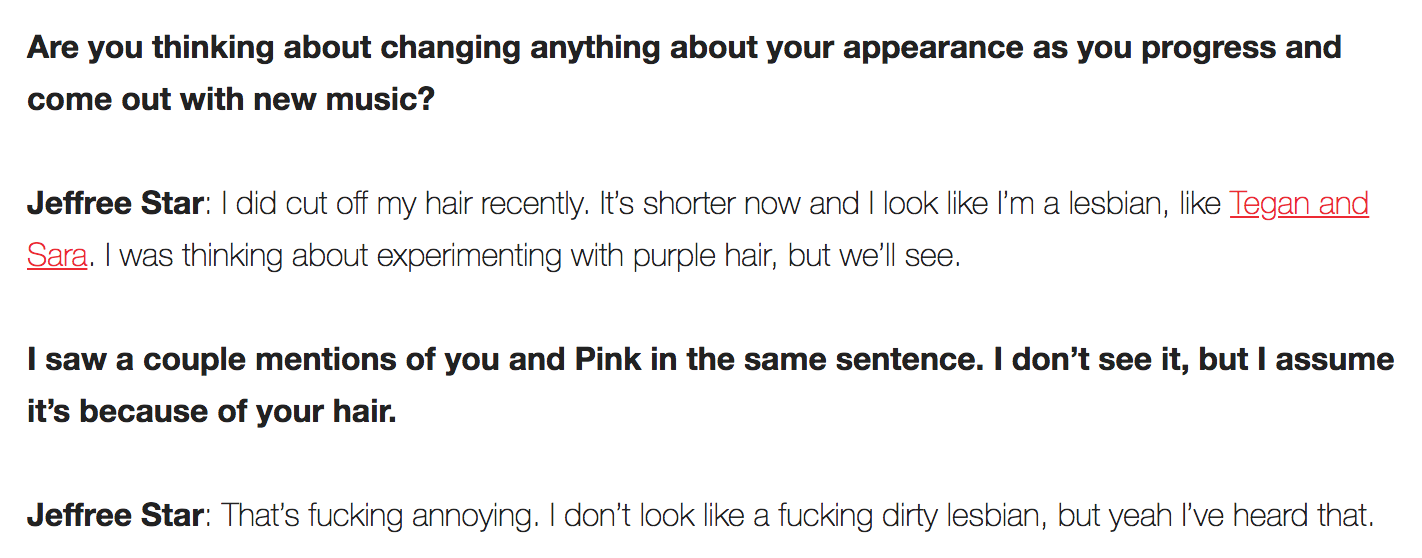 Are you thinking about changing anything about your appearance as you progress and
come out with new music?
Jeffree Star: I did cut off my hair recently. It’s shorter now and I look like I’m a lesbian, like Tegan and
Sara. I was thinking about experimenting with purple hair, but we’ll see.
I saw a couple mentions of you and Pink in the same sentence. I don’t see it, but I assume
it’s because of your hair.
Jeffree Star: That’s fucking annoying. I don’t look like a fucking dirty lesbian, but yeah I’ve heard that.